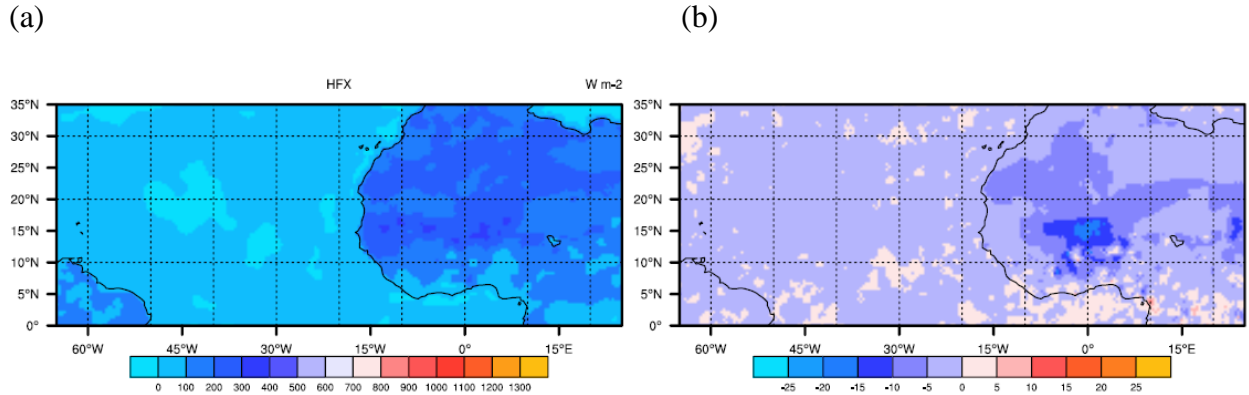 (a) (b)
HFX W m-2
35°N 35°N
30°N 30°N
25°N 25°N
20°N 20°N
15°N 15°N
10°N 10°N
5°N 5°N
0° 0°
60°W 45°W 30°W 15°W 0° 15°E 60°W 45°W 30°W 15°W 0° 15°E
0 100 200 300 400 500 600 700 800 900 1000 1100 1200 1300 -25 -20 -15 -10 -5 0 5 10 15 20 25